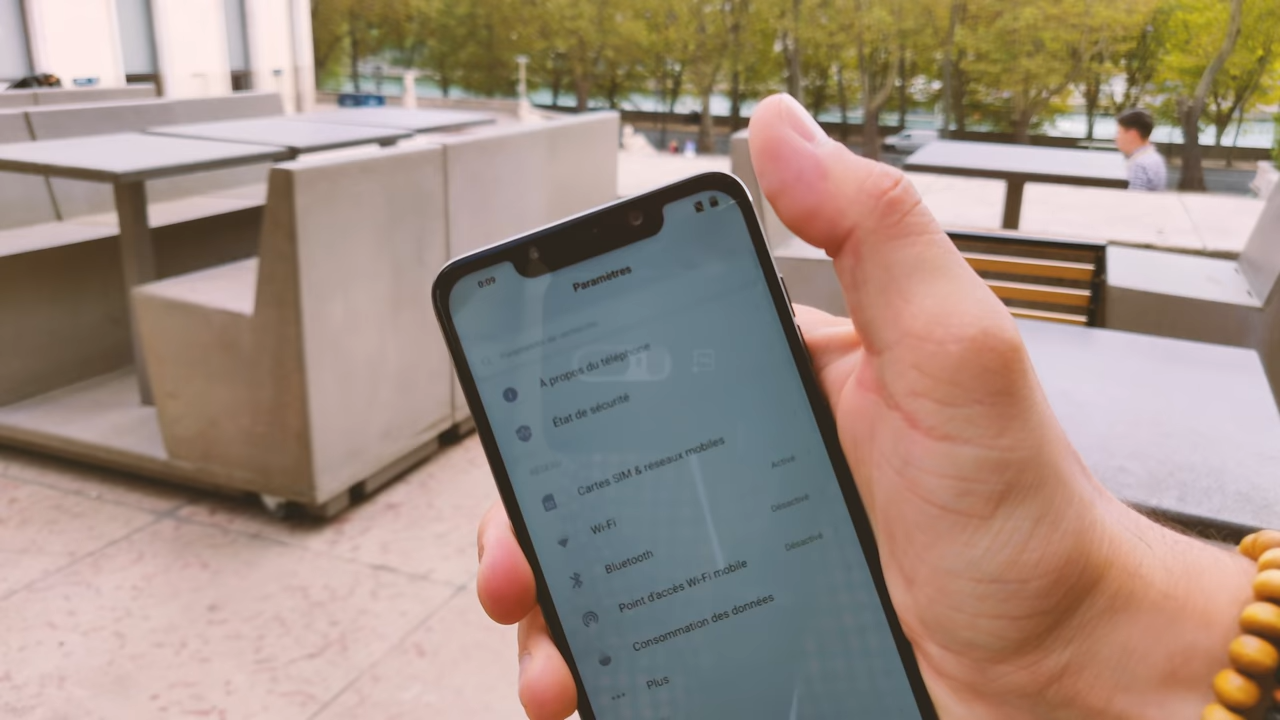 0:09
Paramètres
À propos du téléphone
État de sécurité
Cartes SIM & réseaux mobiles
Wi-Fi Activé
Bluetooth Désactivé
Point d'accès Wi-Fi mobile Désactivé
Consommation des données
Plus